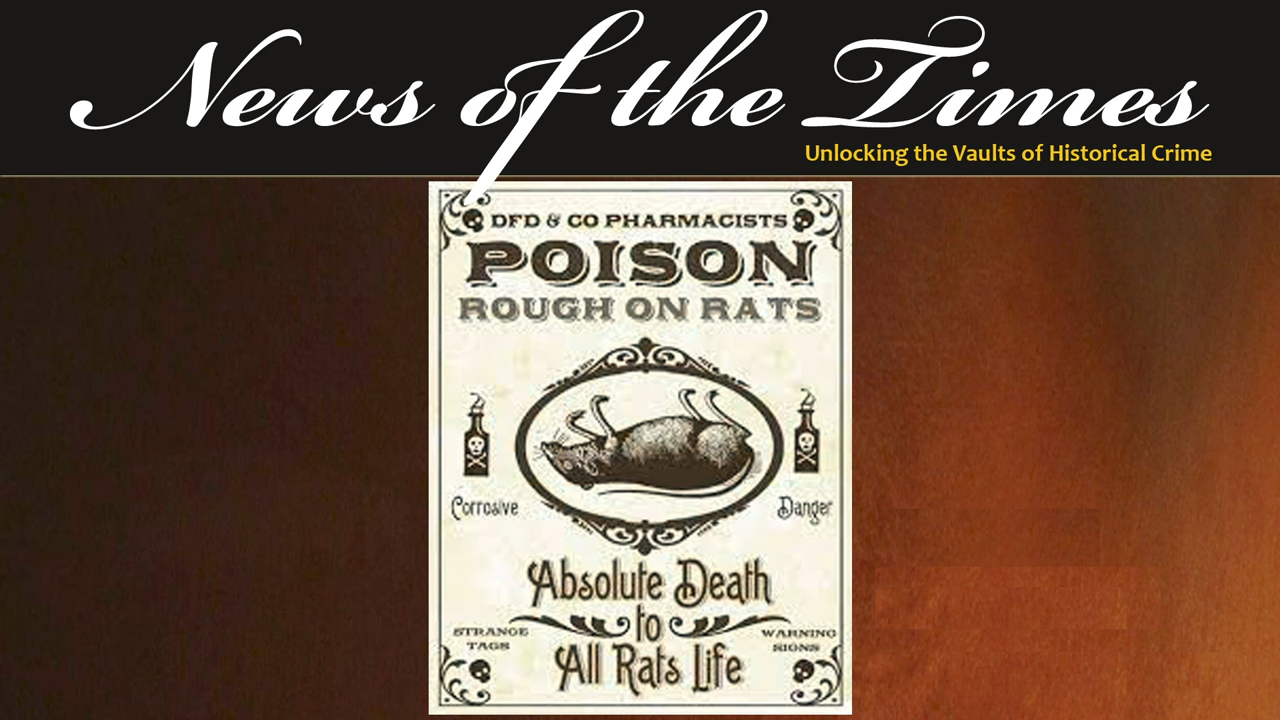 News of the Times
Unlocking the Vaults of Historical Crime
DFD & CO PHARMACISTS
POISON
ROUGH ON RATS
Corrosive
Danger
Absolute Death
to
STRANGE
TAGS
WARNING
SIGNS
All Rats Life